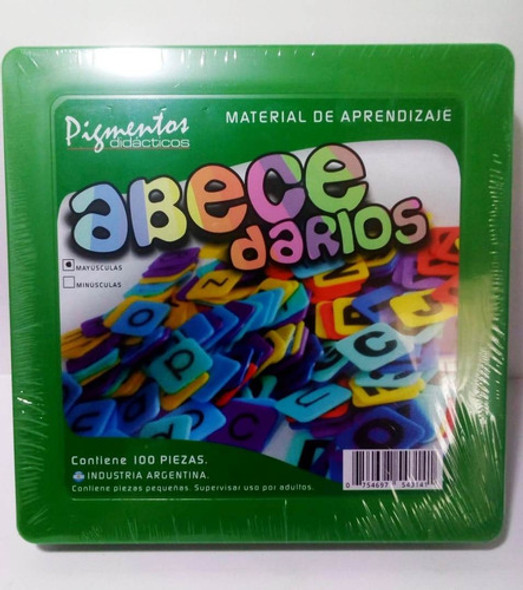 Pigmentos
didácticos
MATERIAL DE APRENDIZAJE
ABECE
DARIOS
MAYÚSCULAS
MINÚSCULAS
Contiene 100 PIEZAS.
INDUSTRIA ARGENTINA.
Contiene piezas pequeñas. Supervisar uso por adultos.